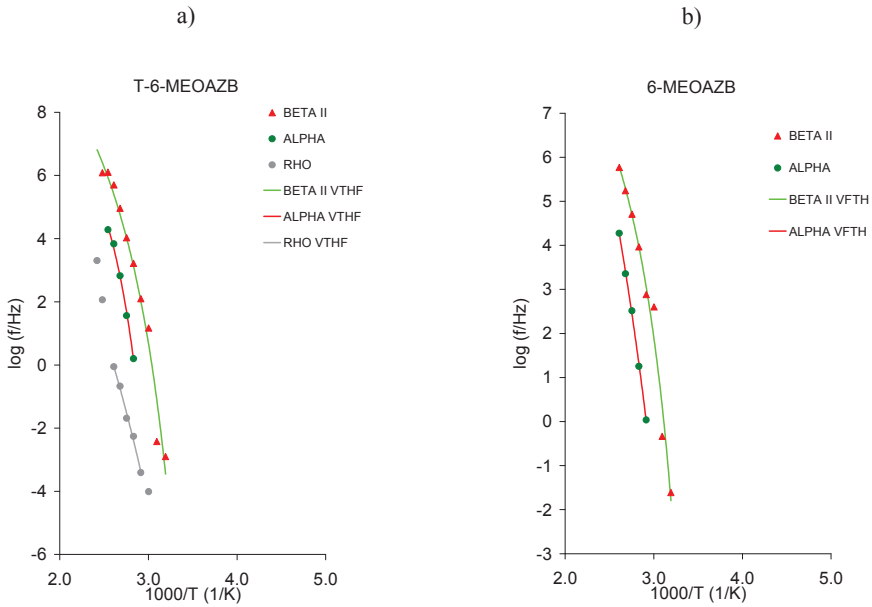 a)
T-6-MEOAZB
8
6
4
2
0
-2
-4
-6
log (f/Hz)
2.0 3.0 4.0 5.0
1000/T (1/K)
BETA II
ALPHA
RHO
BETA II VTHF
ALPHA VTHF
RHO VTHF
b)
6-MEOAZB
7
6
5
4
3
2
1
0
-1
-2
-3
log (f/Hz)
2.0 3.0 4.0 5.0
1000/T (1/K)
BETA II
ALPHA
BETA II VFTH
ALPHA VFTH